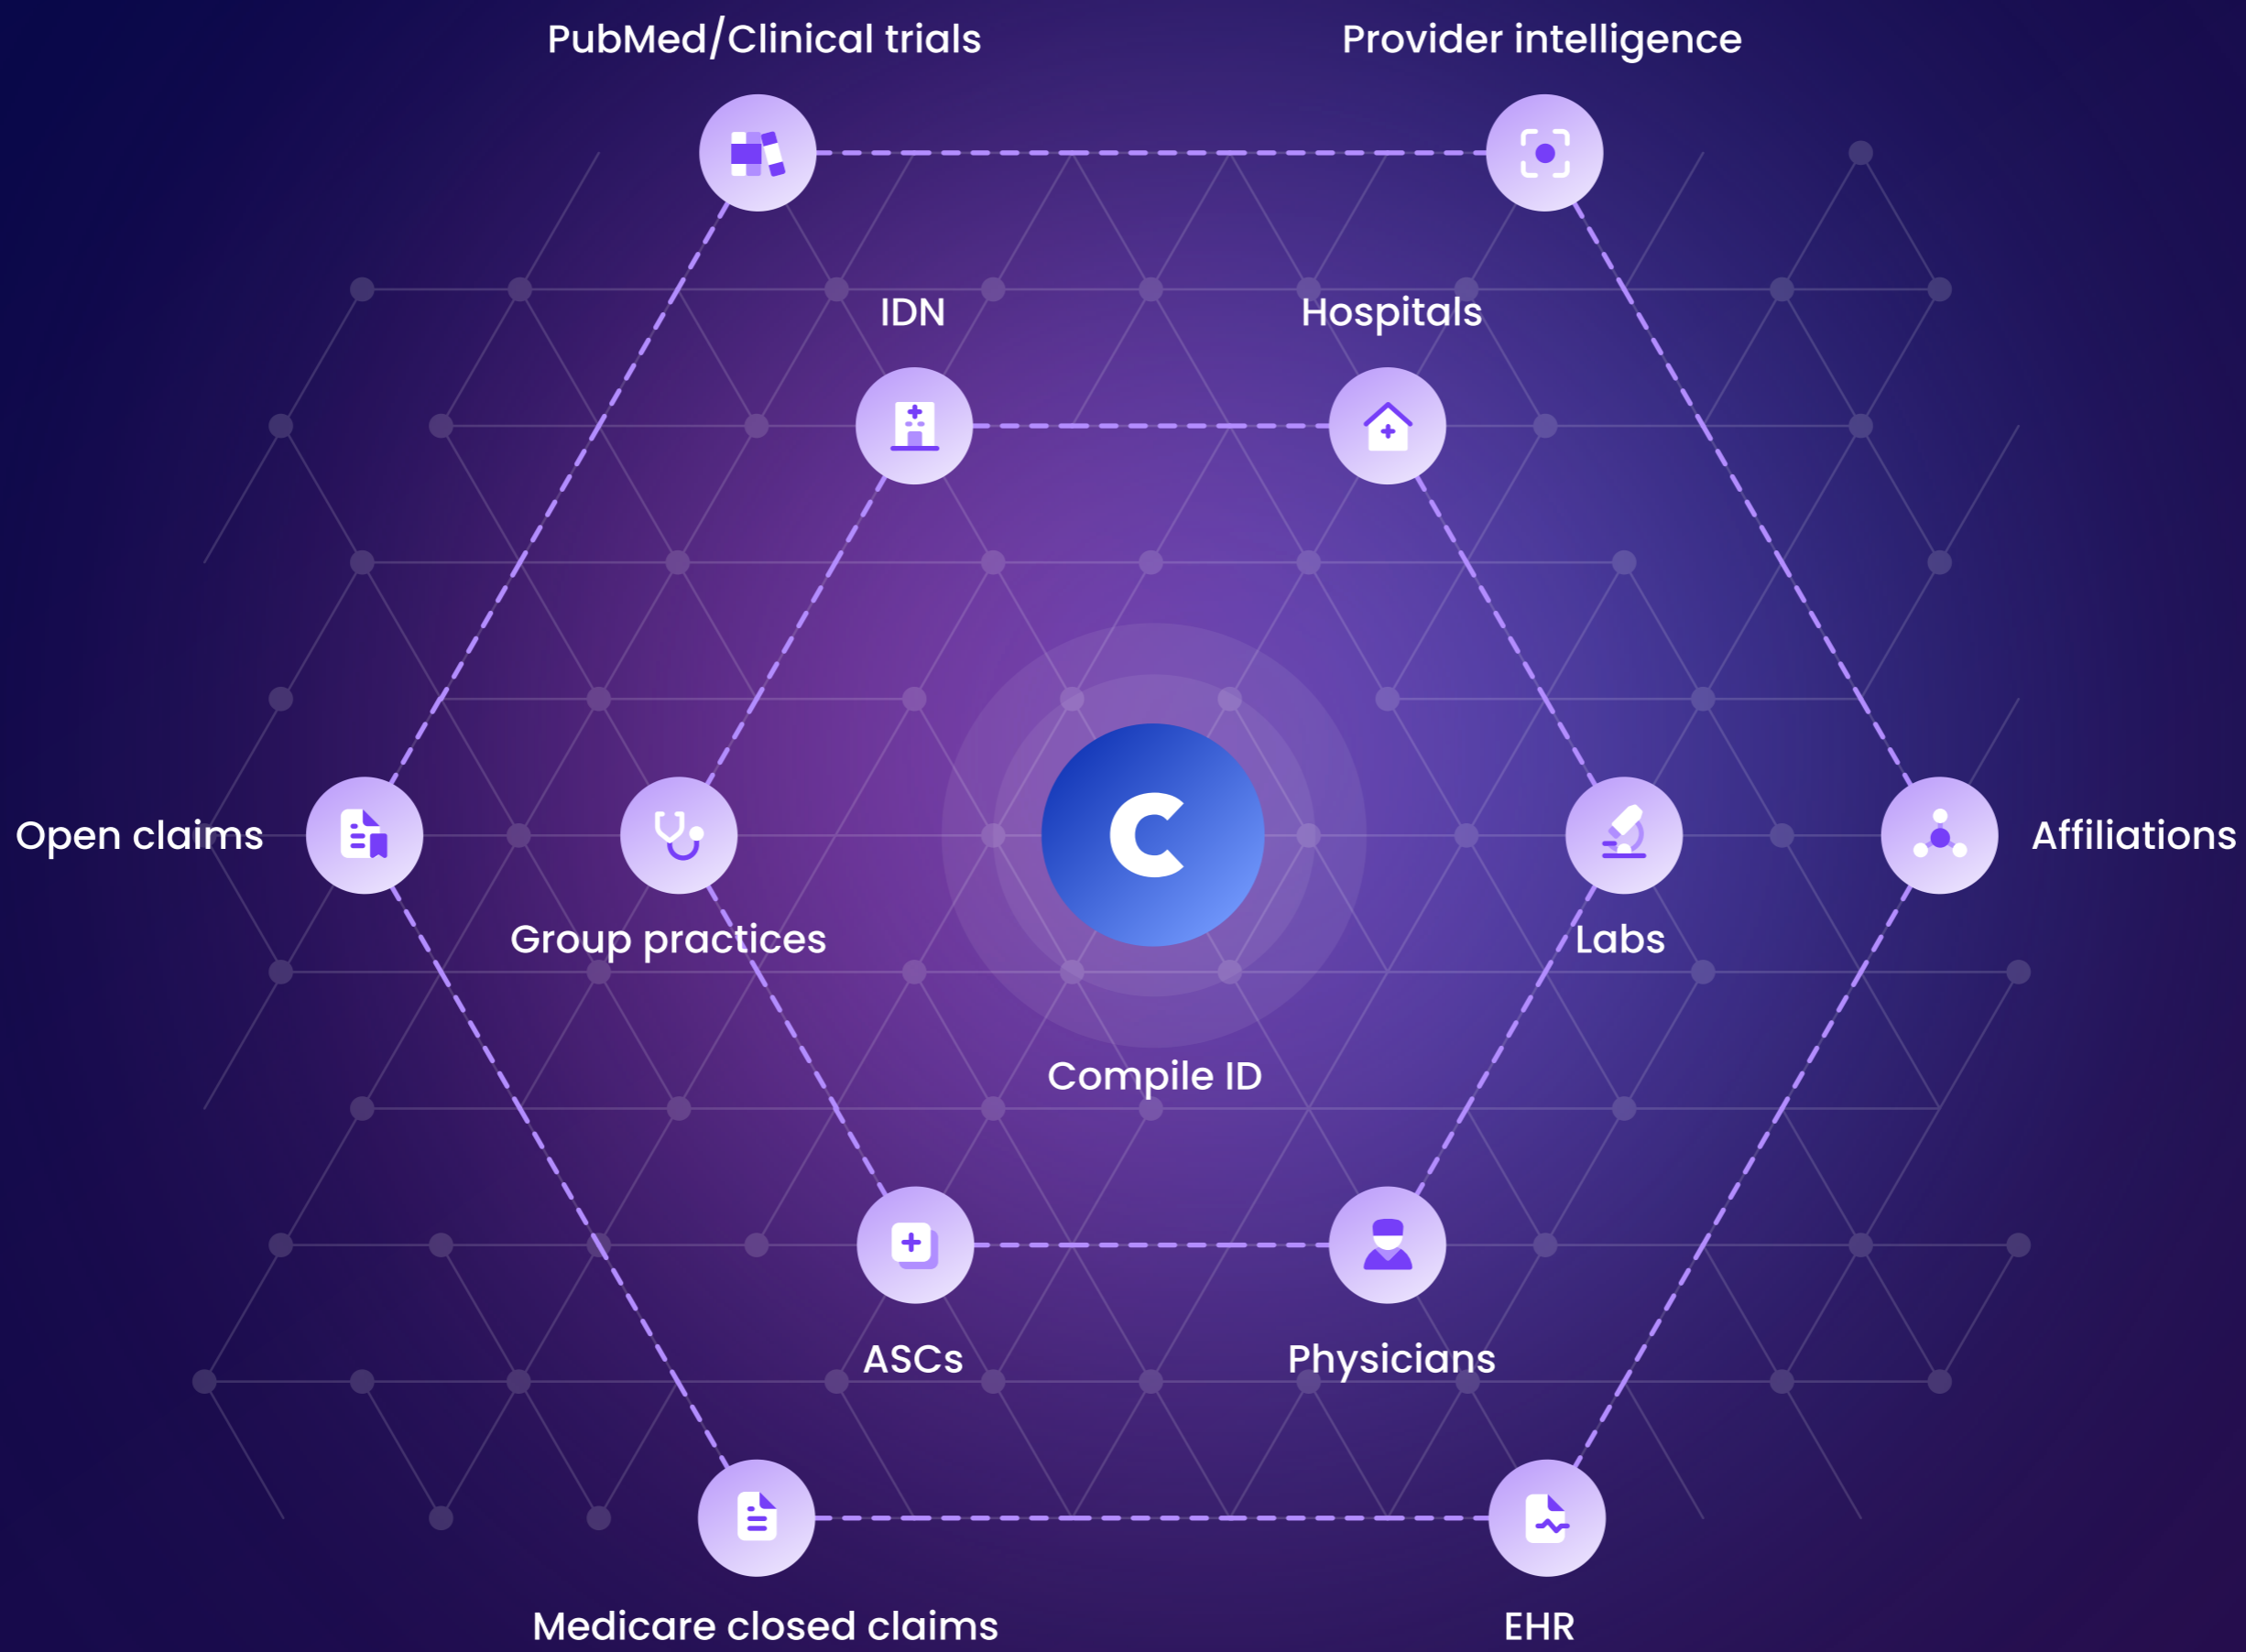 PubMed/Clinical trials
Provider intelligence
IDN
Hospitals
Open claims
C
Affiliations
Group practices
Labs
Compile ID
ASCs
Physicians
Medicare closed claims
EHR